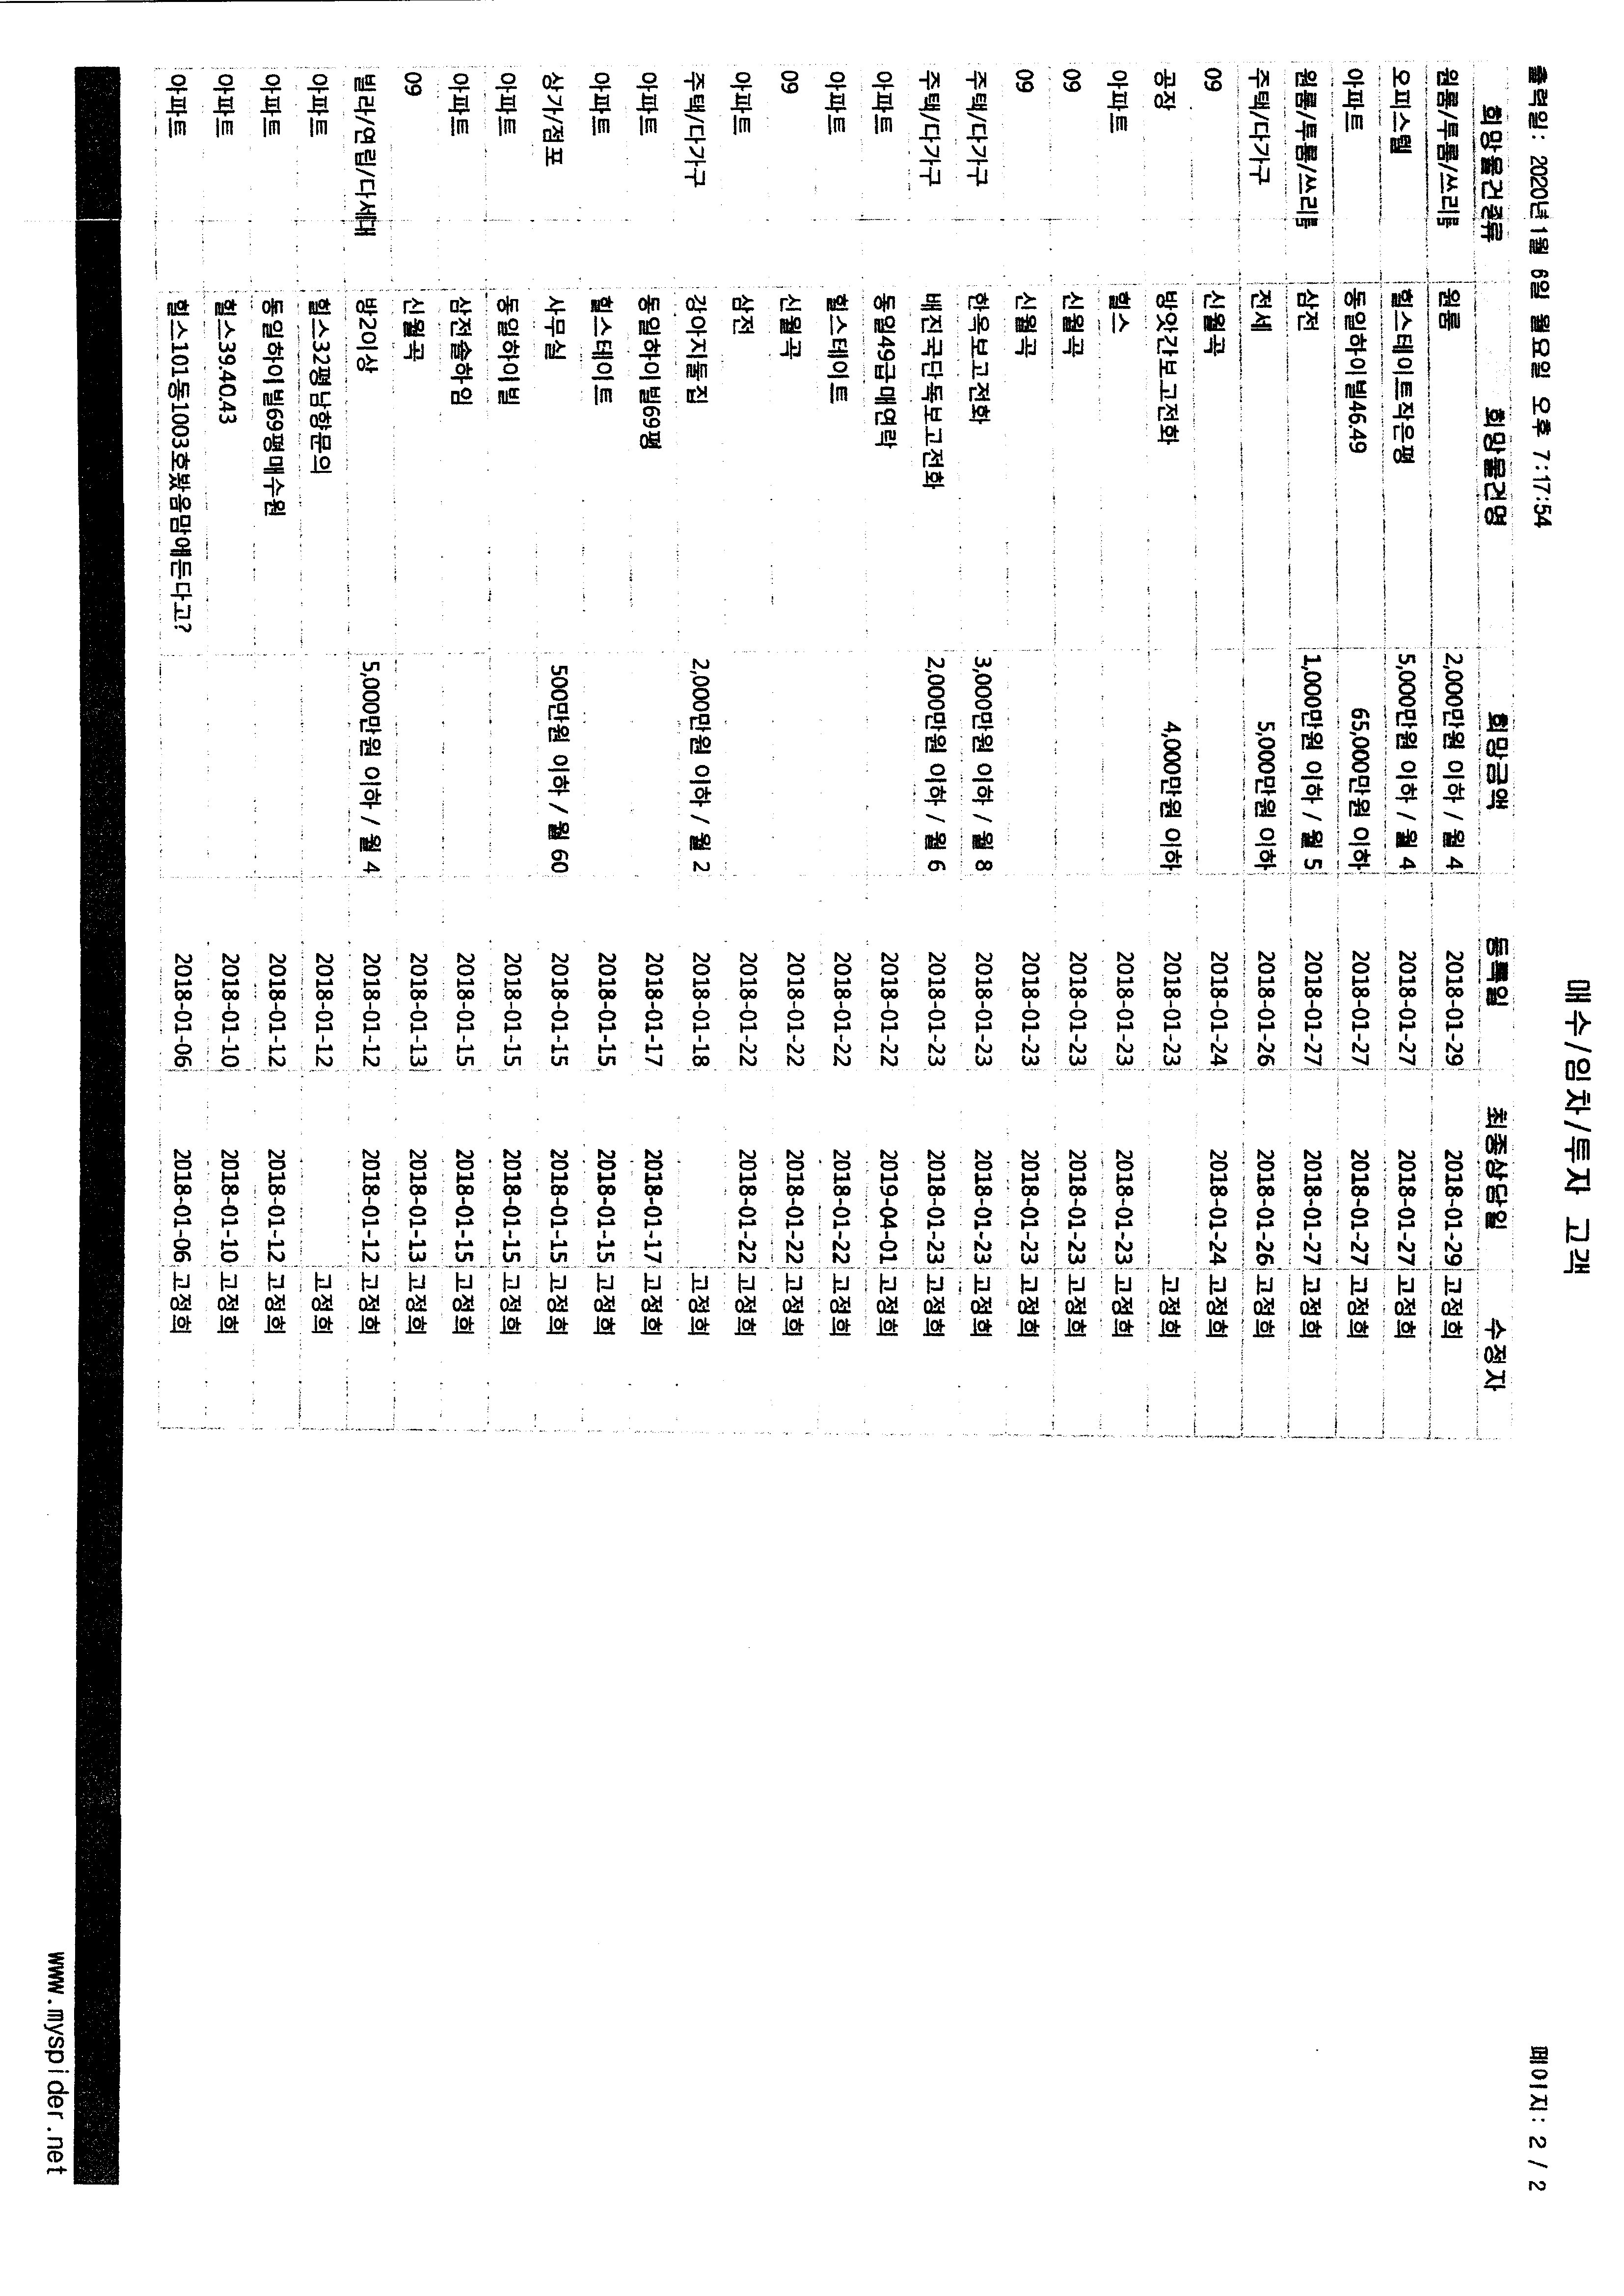 매수/임차/투자 고객
출력일: 2020년 1월 6일 월요일 오후 7:17:54 페이지: 2 / 2
희망물건종류 희망물건명 희망금액 등록일 최종상담일 수정자
원룸/투룸/쓰리룸 원룸 2,000만원 이하 / 월 4 2018-01-29 2018-01-29 고정희
오피스텔 힐스테이트작은평 5,000만원 이하 / 월 4 2018-01-27 2018-01-27 고정희
아파트 동일하이빌46.49 65,000만원 이하 2018-01-27 2018-01-27 고정희
원룸/투룸/쓰리룸 삼전 1,000만원 이하 / 월 5 2018-01-27 2018-01-27 고정희
주택/다가구 전세 5,000만원 이하 2018-01-26 2018-01-26 고정희
09 신월곡 2018-01-24 2018-01-24 고정희
공장 방앗간보고전화 4,000만원 이하 2018-01-23 고정희
아파트 힐스 2018-01-23 2018-01-23 고정희
09 신월곡 2018-01-23 2018-01-23 고정희
09 신월곡 2018-01-23 2018-01-23 고정희
주택/다가구 한옥보고전화 3,000만원 이하 / 월 8 2018-01-23 2018-01-23 고정희
주택/다가구 배진국단독보고전화 2,000만원 이하 / 월 6 2018-01-23 2018-01-23 고정희
아파트 동일49급매연락 2018-01-22 2019-04-01 고정희
아파트 힐스테이트 2018-01-22 2018-01-22 고정희
09 신월곡 2018-01-22 2018-01-22 고정희
아파트 삼전 2018-01-22 2018-01-22 고정희
주택/다가구 강아지둘집 2,000만원 이하 / 월 2 2018-01-18 고정희
아파트 동일하이빌69평 2018-01-17 2018-01-17 고정희
아파트 힐스테이트 2018-01-15 2018-01-15 고정희
상가/점포 사무실 500만원 이하 / 월 60 2018-01-15 2018-01-15 고정희
아파트 동일하이빌 2018-01-15 2018-01-15 고정희
아파트 삼전솔하임 2018-01-15 2018-01-15 고정희
09 신월곡 2018-01-13 2018-01-13 고정희
빌라/연립/다세대 방2이상 5,000만원 이하 / 월 4 2018-01-12 2018-01-12 고정희
아파트 힐스32평남향문의 2018-01-12 고정희
아파트 동일하이빌69평매수원 2018-01-12 2018-01-12 고정희
아파트 힐스39.40.43 2018-01-10 2018-01-10 고정희
아파트 힐스101동1003호봤음맘에든다고? 2018-01-06 2018-01-06 고정희
www.myspider.net